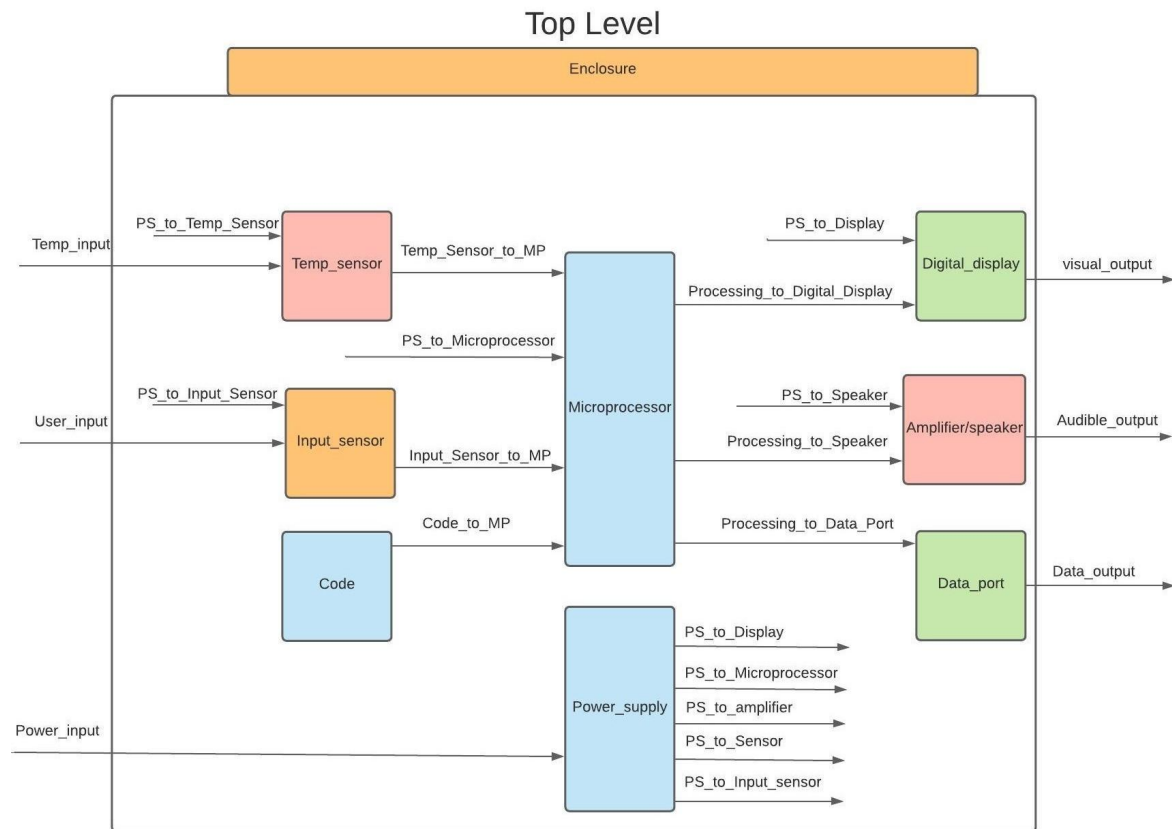 Top Level
Enclosure
PS_to_Temp_Sensor
Temp_input
Temp_sensor
Temp_Sensor_to_MP
PS_to_Display
Digital_display
visual_output
Processing_to_Digital_Display
PS_to_Microprocessor
Microprocessor
PS_to_Input_Sensor
User_input
Input_sensor
Input_Sensor_to_MP
PS_to_Speaker
Amplifier/speaker
Audible_output
Processing_to_Speaker
Code_to_MP
Code
Processing_to_Data_Port
Data_port
Data_output
Power_input
Power_supply
PS_to_Display
PS_to_Microprocessor
PS_to_amplifier
PS_to_Sensor
PS_to_Input_sensor